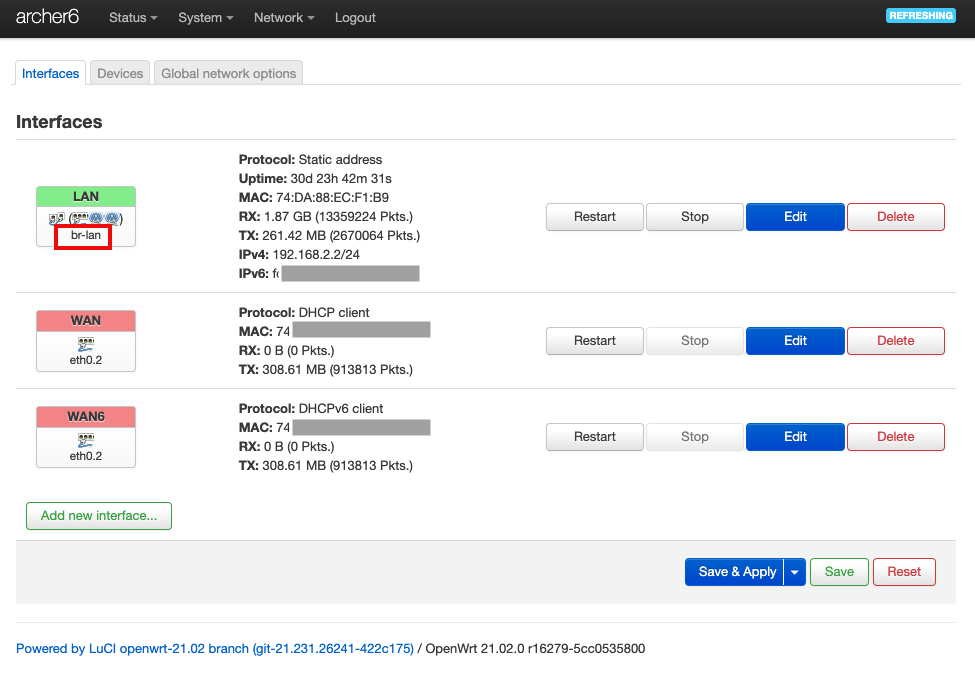 archer6 Status System Network Logout REFRESHING
Interfaces Devices Global network options
Interfaces
LAN
br-lan
Protocol: Static address
Uptime: 30d 23h 42m 31s
MAC: 74:DA:88:EC:F1:B9
RX: 1.87 GB (13359224 Pkts.)
TX: 261.42 MB (2670064 Pkts.)
IPv4: 192.168.2.2/24
IPv6:
Restart Stop Edit Delete
WAN
eth0.2
Protocol: DHCP client
MAC: 74
RX: 0 B (0 Pkts.)
TX: 308.61 MB (913813 Pkts.)
Restart Stop Edit Delete
WAN6
eth0.2
Protocol: DHCPv6 client
MAC: 74
RX: 0 B (0 Pkts.)
TX: 308.61 MB (913813 Pkts.)
Restart Stop Edit Delete
Add new interface...
Save & Apply Save Reset
Powered by LuCI openwrt-21.02 branch (git-21.231.26241-422c175) / OpenWrt 21.02.0 r16279-5cc0535800